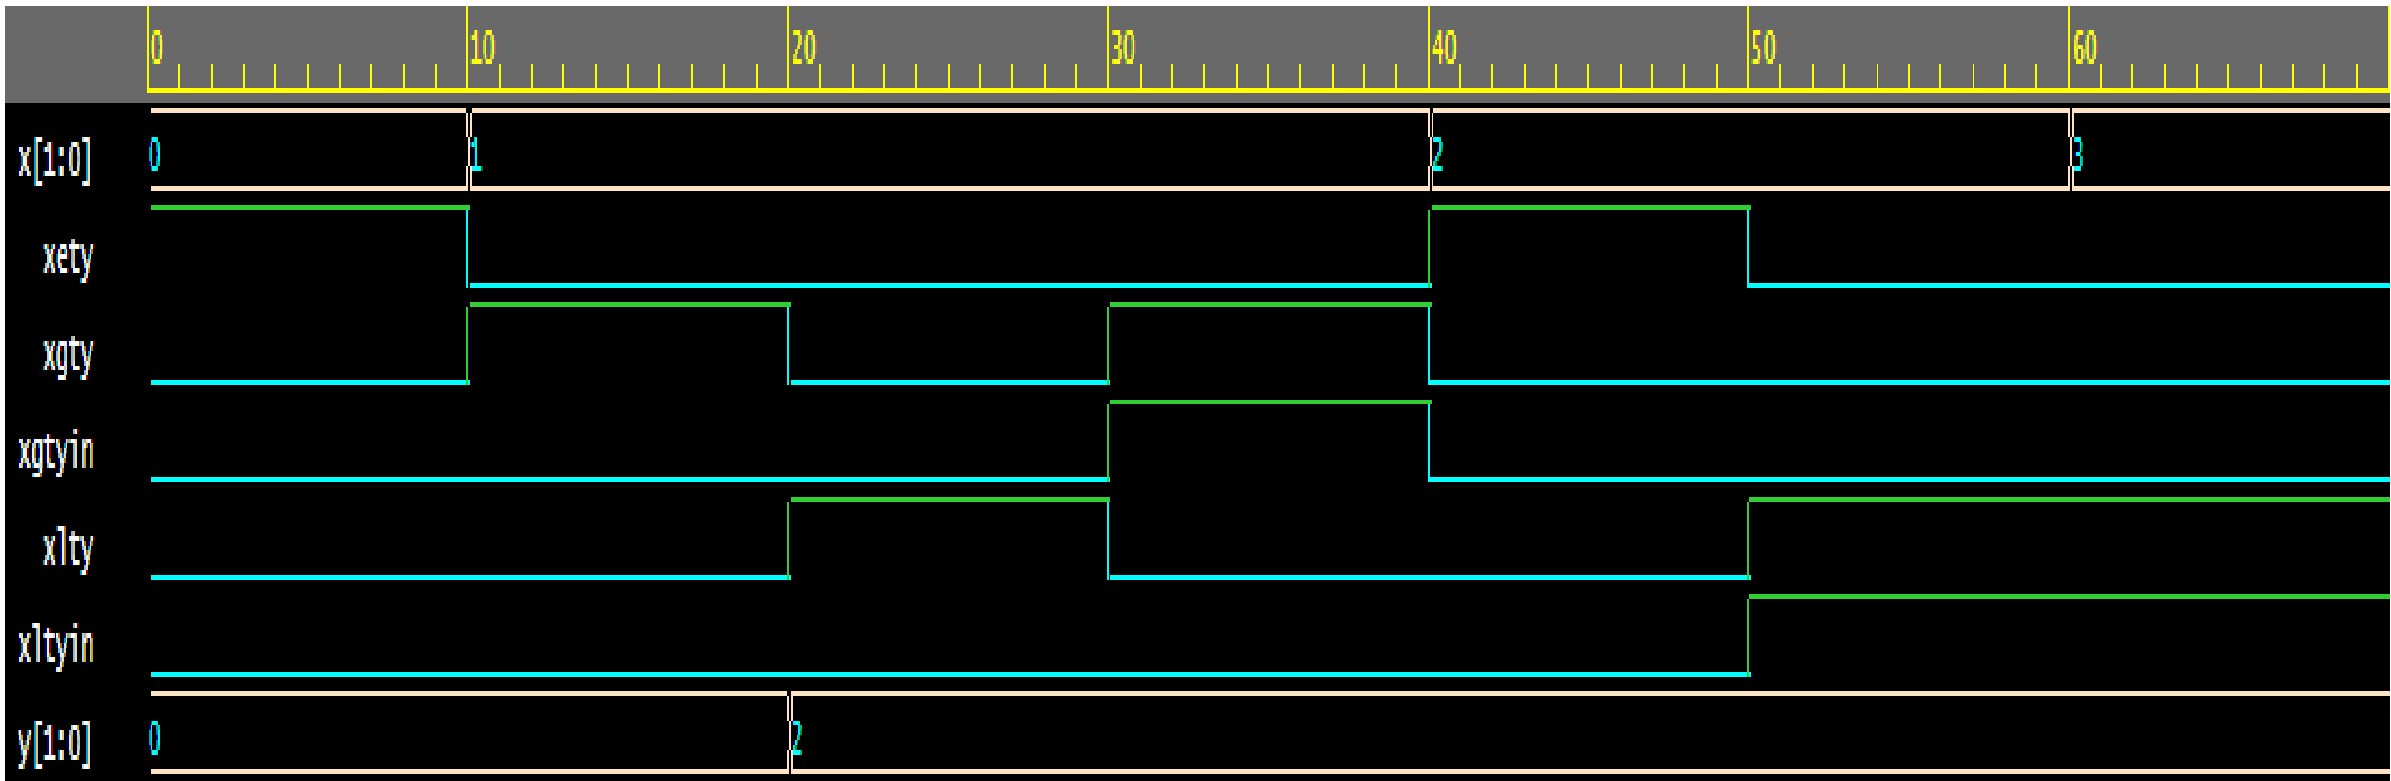 0 10 20 30 40 50 60
x[1:0] 0 1 2 3
xety
xgty
xgtyin
xlty
xltyin
y[1:0] 0 2